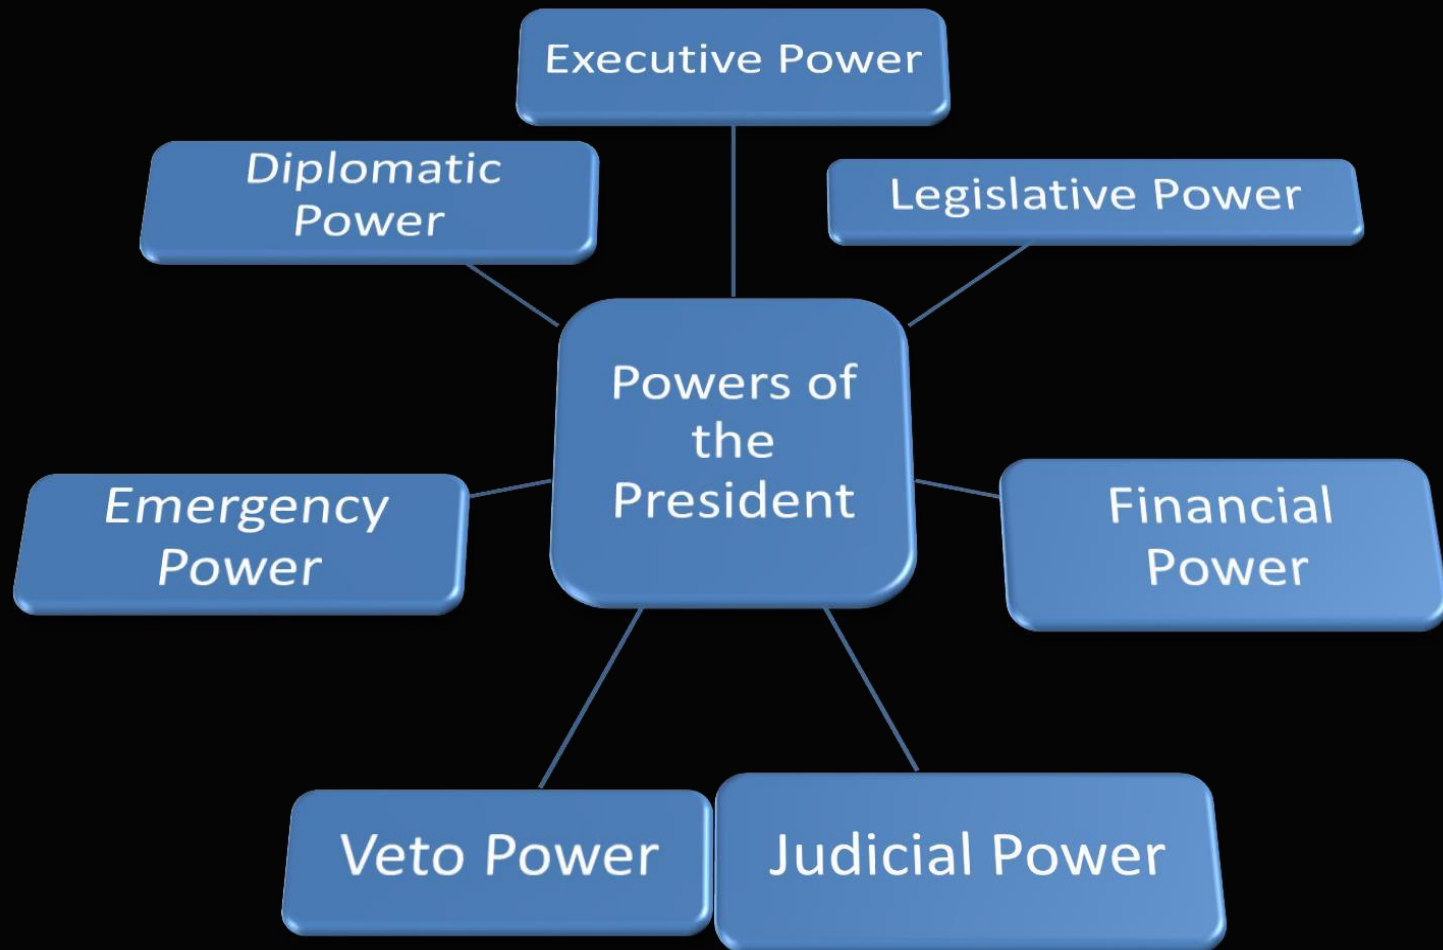 Executive Power
Diplomatic
Power
Legislative Power
Powers of
the
President
Emergency
Power
Financial
Power
Veto Power
Judicial Power